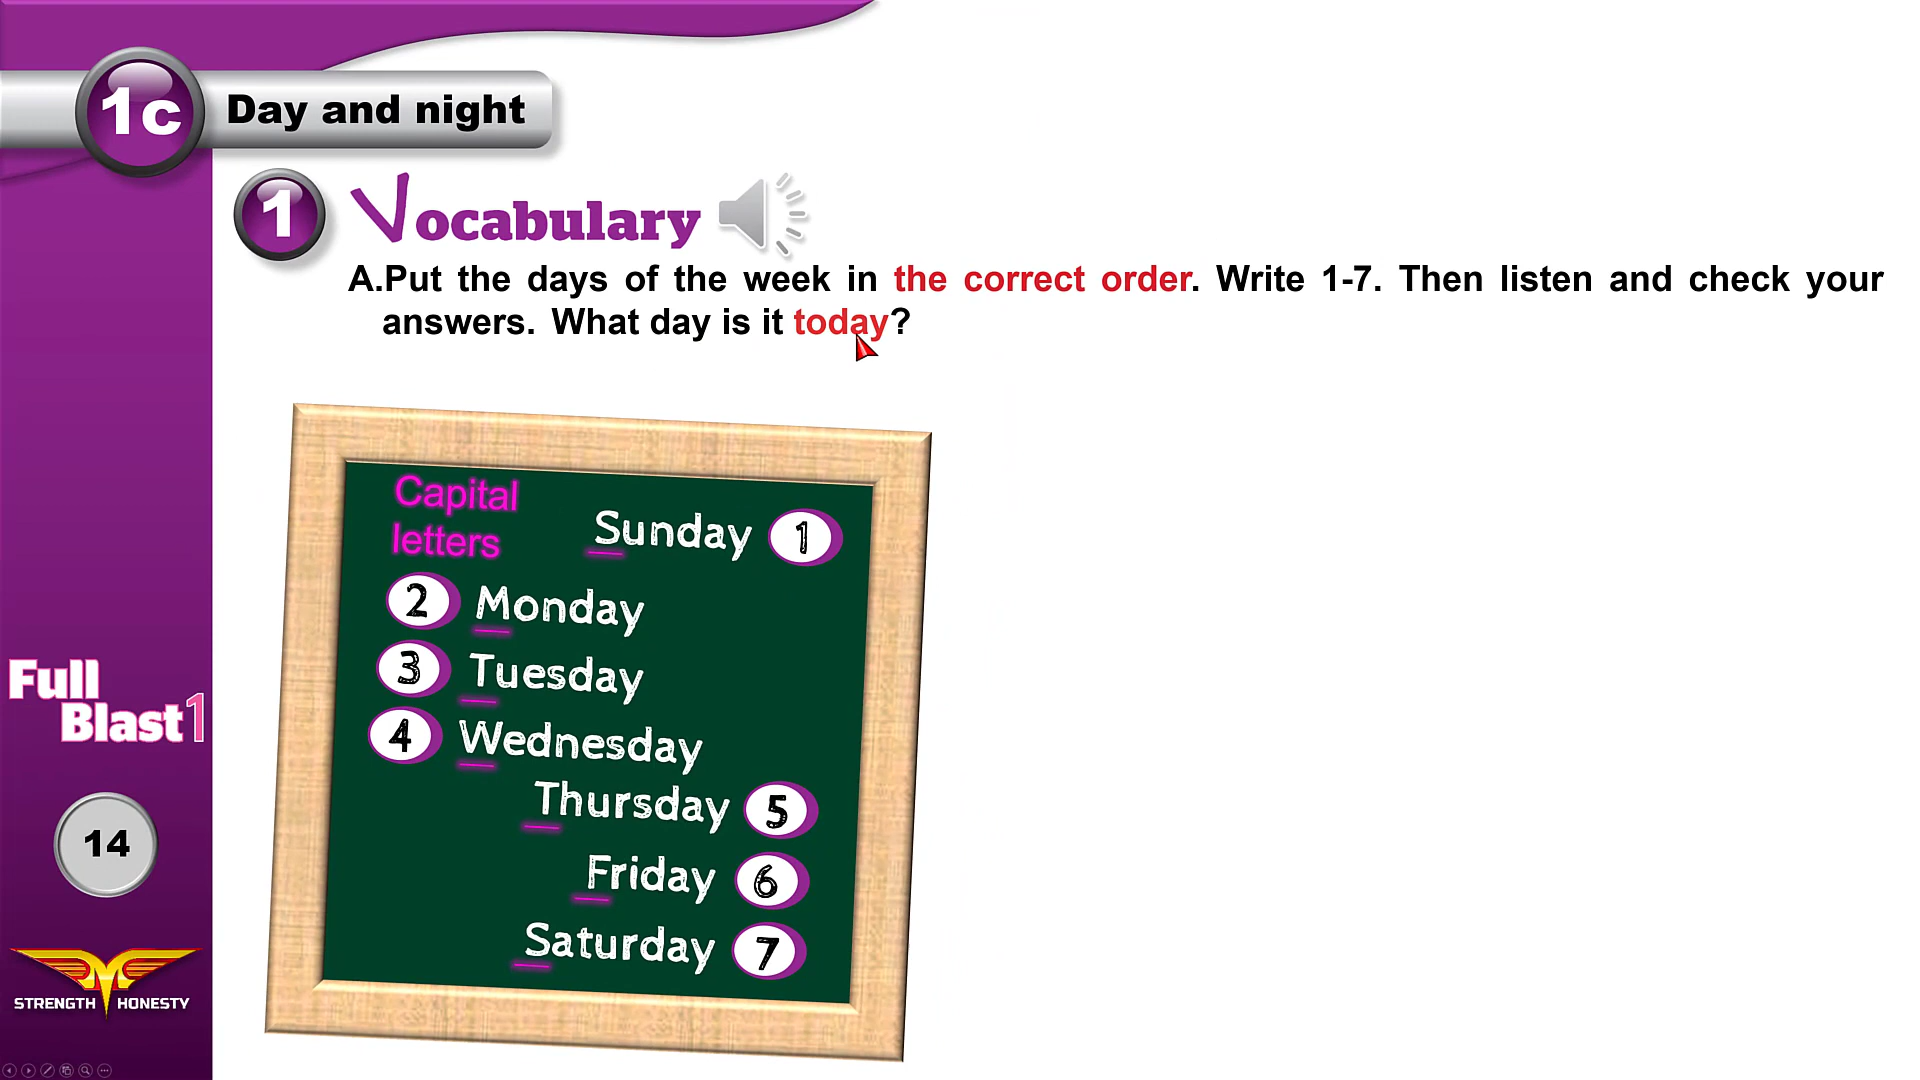 1c Day and night
1 Vocabulary
A.Put the days of the week in the correct order. Write 1-7. Then listen and check your
answers. What day is it today?
Capital
letters
Sunday 1
2 Monday
3 Tuesday
4 Wednesday
Thursday 5
Friday 6
Saturday 7
Full
Blast1
14
STRENGTH HONESTY